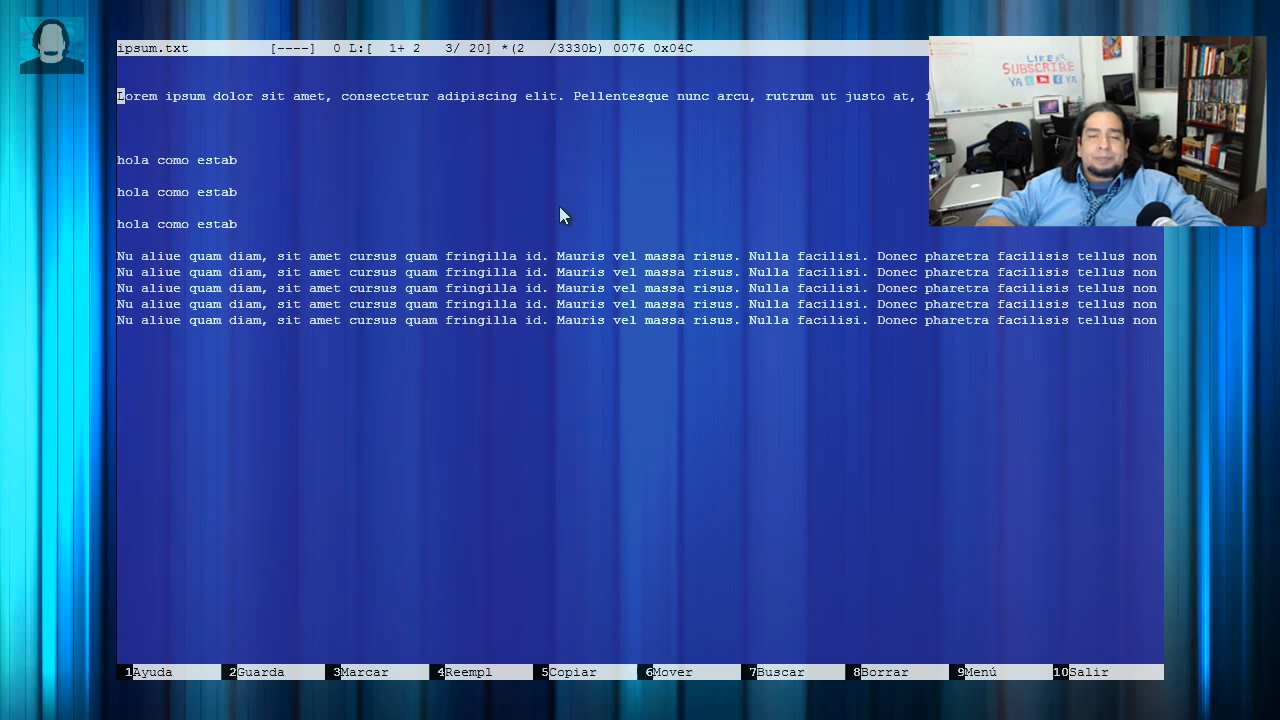 ipsum.txt [----] 0 L:[ 1+ 2 3/ 20] *(2 /3330b) 0076 0x04C
LIKE &
SUBSCRIBE
YA YA
Lorem ipsum dolor sit amet, consectetur adipiscing elit. Pellentesque nunc arcu, rutrum ut justo at,
hola como estab
hola como estab
hola como estab
Nu aliue quam diam, sit amet cursus quam fringilla id. Mauris vel massa risus. Nulla facilisi. Donec pharetra facilisis tellus non
Nu aliue quam diam, sit amet cursus quam fringilla id. Mauris vel massa risus. Nulla facilisi. Donec pharetra facilisis tellus non
Nu aliue quam diam, sit amet cursus quam fringilla id. Mauris vel massa risus. Nulla facilisi. Donec pharetra facilisis tellus non
Nu aliue quam diam, sit amet cursus quam fringilla id. Mauris vel massa risus. Nulla facilisi. Donec pharetra facilisis tellus non
Nu aliue quam diam, sit amet cursus quam fringilla id. Mauris vel massa risus. Nulla facilisi. Donec pharetra facilisis tellus non
1Ayuda 2Guarda 3Marcar 4Reempl 5Copiar 6Mover 7Buscar 8Borrar 9Menú 10Salir